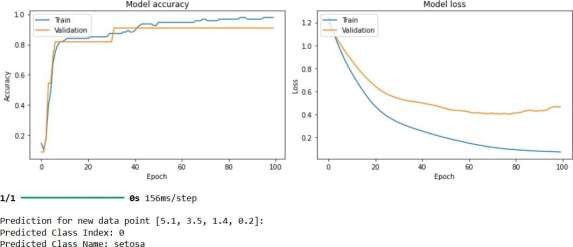 Model accuracy
Train
Validation
1.0
0.8
0.6
0.4
0.2
Accuracy
0 20 40 60 80 100
Epoch
Model loss
Train
Validation
1.2
1.0
0.8
0.6
0.4
0.2
Loss
0 20 40 60 80 100
Epoch
1/1 0s 156ms/step
Prediction for new data point [5.1, 3.5, 1.4, 0.2]:
Predicted Class Index: 0
Predicted Class Name: setosa